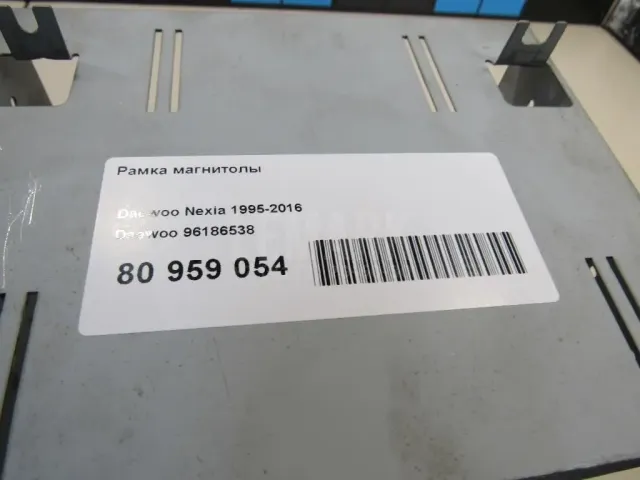 Рамка магнитолы
Daewoo Nexia 1995-2016
Daewoo 96186538
80 959 054